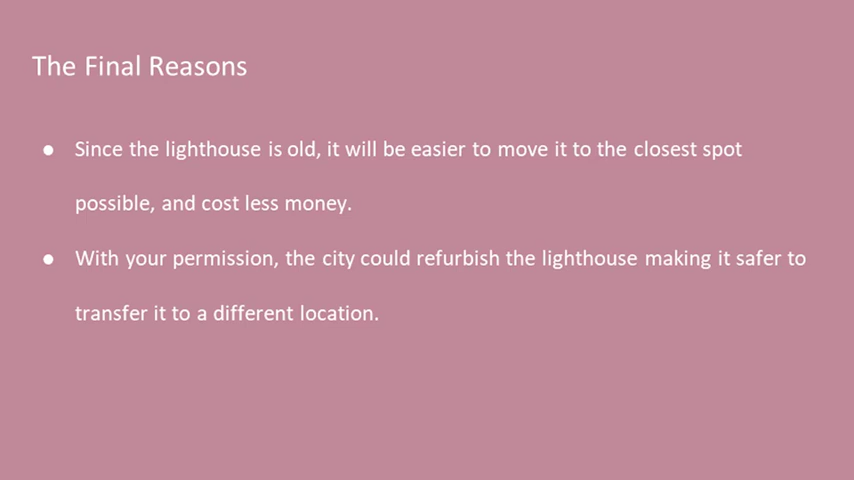 The Final Reasons
● Since the lighthouse is old, it will be easier to move it to the closest spot
possible, and cost less money.
● With your permission, the city could refurbish the lighthouse making it safer to
transfer it to a different location.